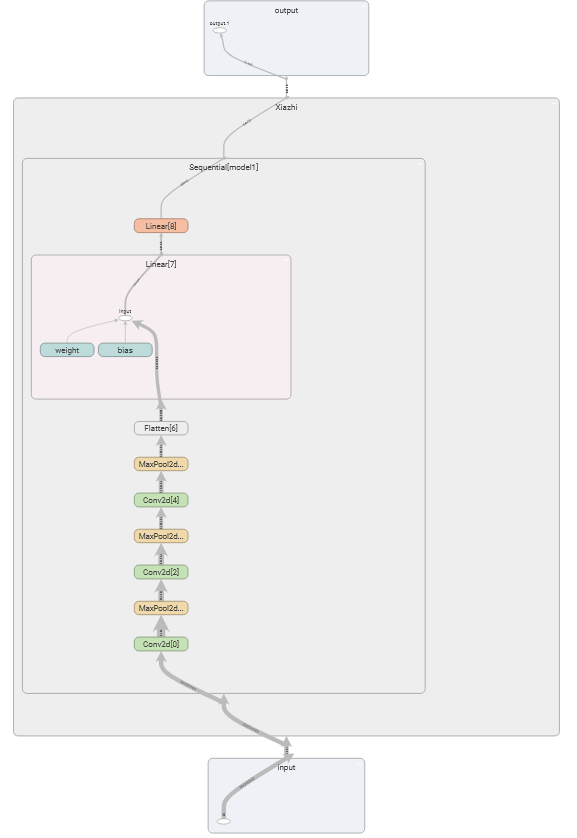 output
output.1
Xiazhi
Sequential[model1]
Linear[8]
Linear[7]
input
weight
bias
Flatten[6]
MaxPool2d...
Conv2d[4]
MaxPool2d...
Conv2d[2]
MaxPool2d...
Conv2d[0]
input